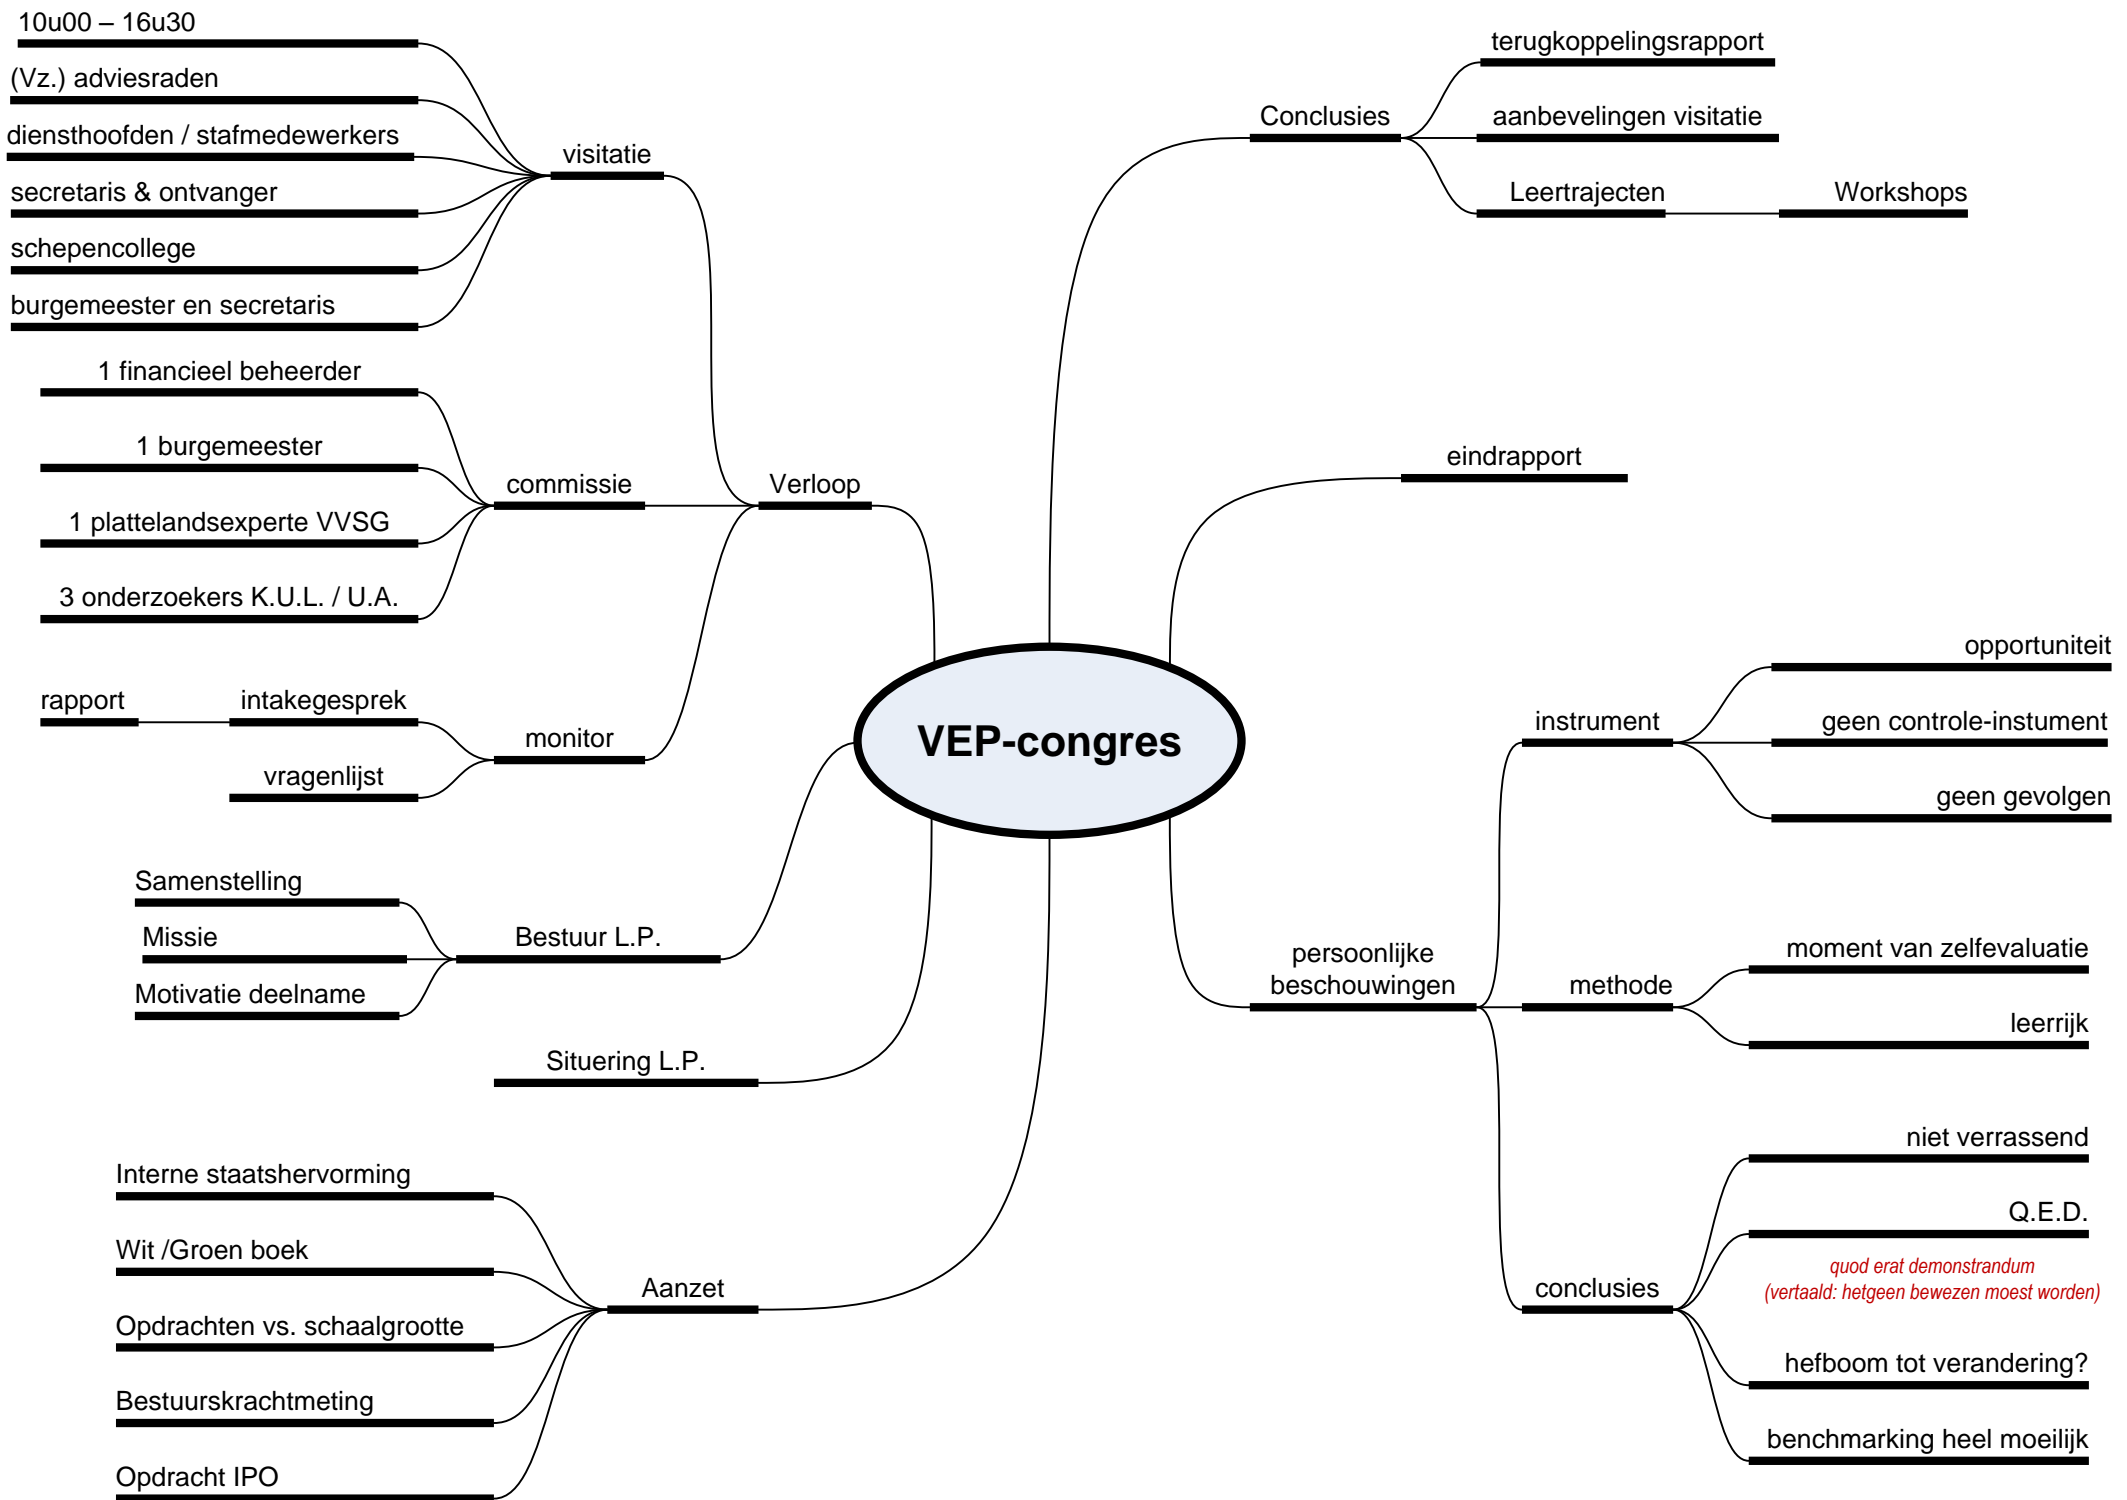 10u00 – 16u30
(Vz.) adviesraden
diensthoofden / stafmedewerkers
secretaris & ontvanger
schepencollege
burgemeester en secretaris
visitatie
1 financieel beheerder
1 burgemeester
1 plattelandsexperte VVSG
3 onderzoekers K.U.L. / U.A.
commissie
Verloop
rapport
intakegesprek
vragenlijst
monitor
Samenstelling
Missie
Motivatie deelname
Bestuur L.P.
Situering L.P.
Interne staatshervorming
Wit /Groen boek
Opdrachten vs. schaalgrootte
Bestuurskrachtmeting
Opdracht IPO
Aanzet
VEP-congres
Conclusies
terugkoppelingsrapport
aanbevelingen visitatie
Leertrajecten
Workshops
eindrapport
persoonlijke
beschouwingen
instrument
opportuniteit
geen controle-instument
geen gevolgen
methode
moment van zelfevaluatie
leerrijk
conclusies
niet verrassend
Q.E.D.
quod erat demonstrandum
(vertaald: hetgeen bewezen moest worden)
hefboom tot verandering?
benchmarking heel moeilijk